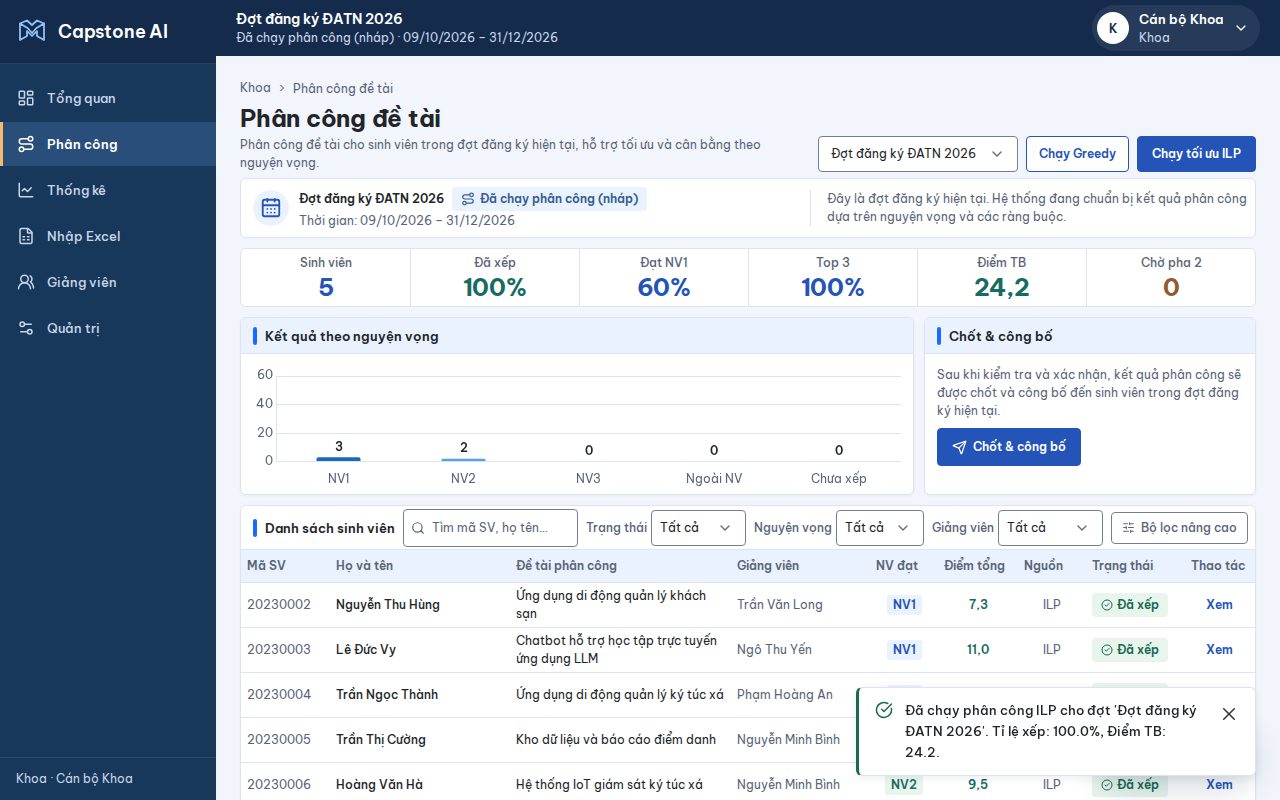 Capstone AI
Đợt đăng ký ĐATN 2026
Đã chạy phân công (nháp) · 09/10/2026 – 31/12/2026
K
Cán bộ Khoa
Khoa
Tổng quan
Phân công
Thống kê
Nhập Excel
Giảng viên
Quản trị
Khoa · Cán bộ Khoa
Khoa › Phân công đề tài
Phân công đề tài
Phân công đề tài cho sinh viên trong đợt đăng ký hiện tại, hỗ trợ tối ưu và cân bằng theo
nguyện vọng.
Đợt đăng ký ĐATN 2026
Chạy Greedy
Chạy tối ưu ILP
Đợt đăng ký ĐATN 2026
Đã chạy phân công (nháp)
Thời gian: 09/10/2026 – 31/12/2026
Đây là đợt đăng ký hiện tại. Hệ thống đang chuẩn bị kết quả phân công
dựa trên nguyện vọng và các ràng buộc.
Sinh viên
5
Đã xếp
100%
Đạt NV1
60%
Top 3
100%
Điểm TB
24,2
Chờ pha 2
0
Kết quả theo nguyện vọng
60
40
20
0
3
2
0
0
0
NV1
NV2
NV3
Ngoài NV
Chưa xếp
Chốt & công bố
Sau khi kiểm tra và xác nhận, kết quả phân công sẽ
được chốt và công bố đến sinh viên trong đợt đăng
ký hiện tại.
Chốt & công bố
Danh sách sinh viên
Tìm mã SV, họ tên...
Trạng thái
Tất cả
Nguyện vọng
Tất cả
Giảng viên
Tất cả
Bộ lọc nâng cao
Mã SV Họ và tên Đề tài phân công Giảng viên NV đạt Điểm tổng Nguồn Trạng thái Thao tác
20230002 Nguyễn Thu Hùng Ứng dụng di động quản lý khách
sạn Trần Văn Long NV1 7,3 ILP Đã xếp Xem
20230003 Lê Đức Vy Chatbot hỗ trợ học tập trực tuyến
ứng dụng LLM Ngô Thu Yến NV1 11,0 ILP Đã xếp Xem
20230004 Trần Ngọc Thành Ứng dụng di động quản lý ký túc xá Phạm Hoàng An
20230005 Trần Thị Cường Kho dữ liệu và báo cáo điểm danh Nguyễn Minh Bình
20230006 Hoàng Văn Hà Hệ thống IoT giám sát ký túc xá Nguyễn Minh Bình NV2 9,5 ILP Đã xếp Xem
Đã chạy phân công ILP cho đợt 'Đợt đăng ký
ĐATN 2026'. Tỉ lệ xếp: 100.0%, Điểm TB:
24.2.